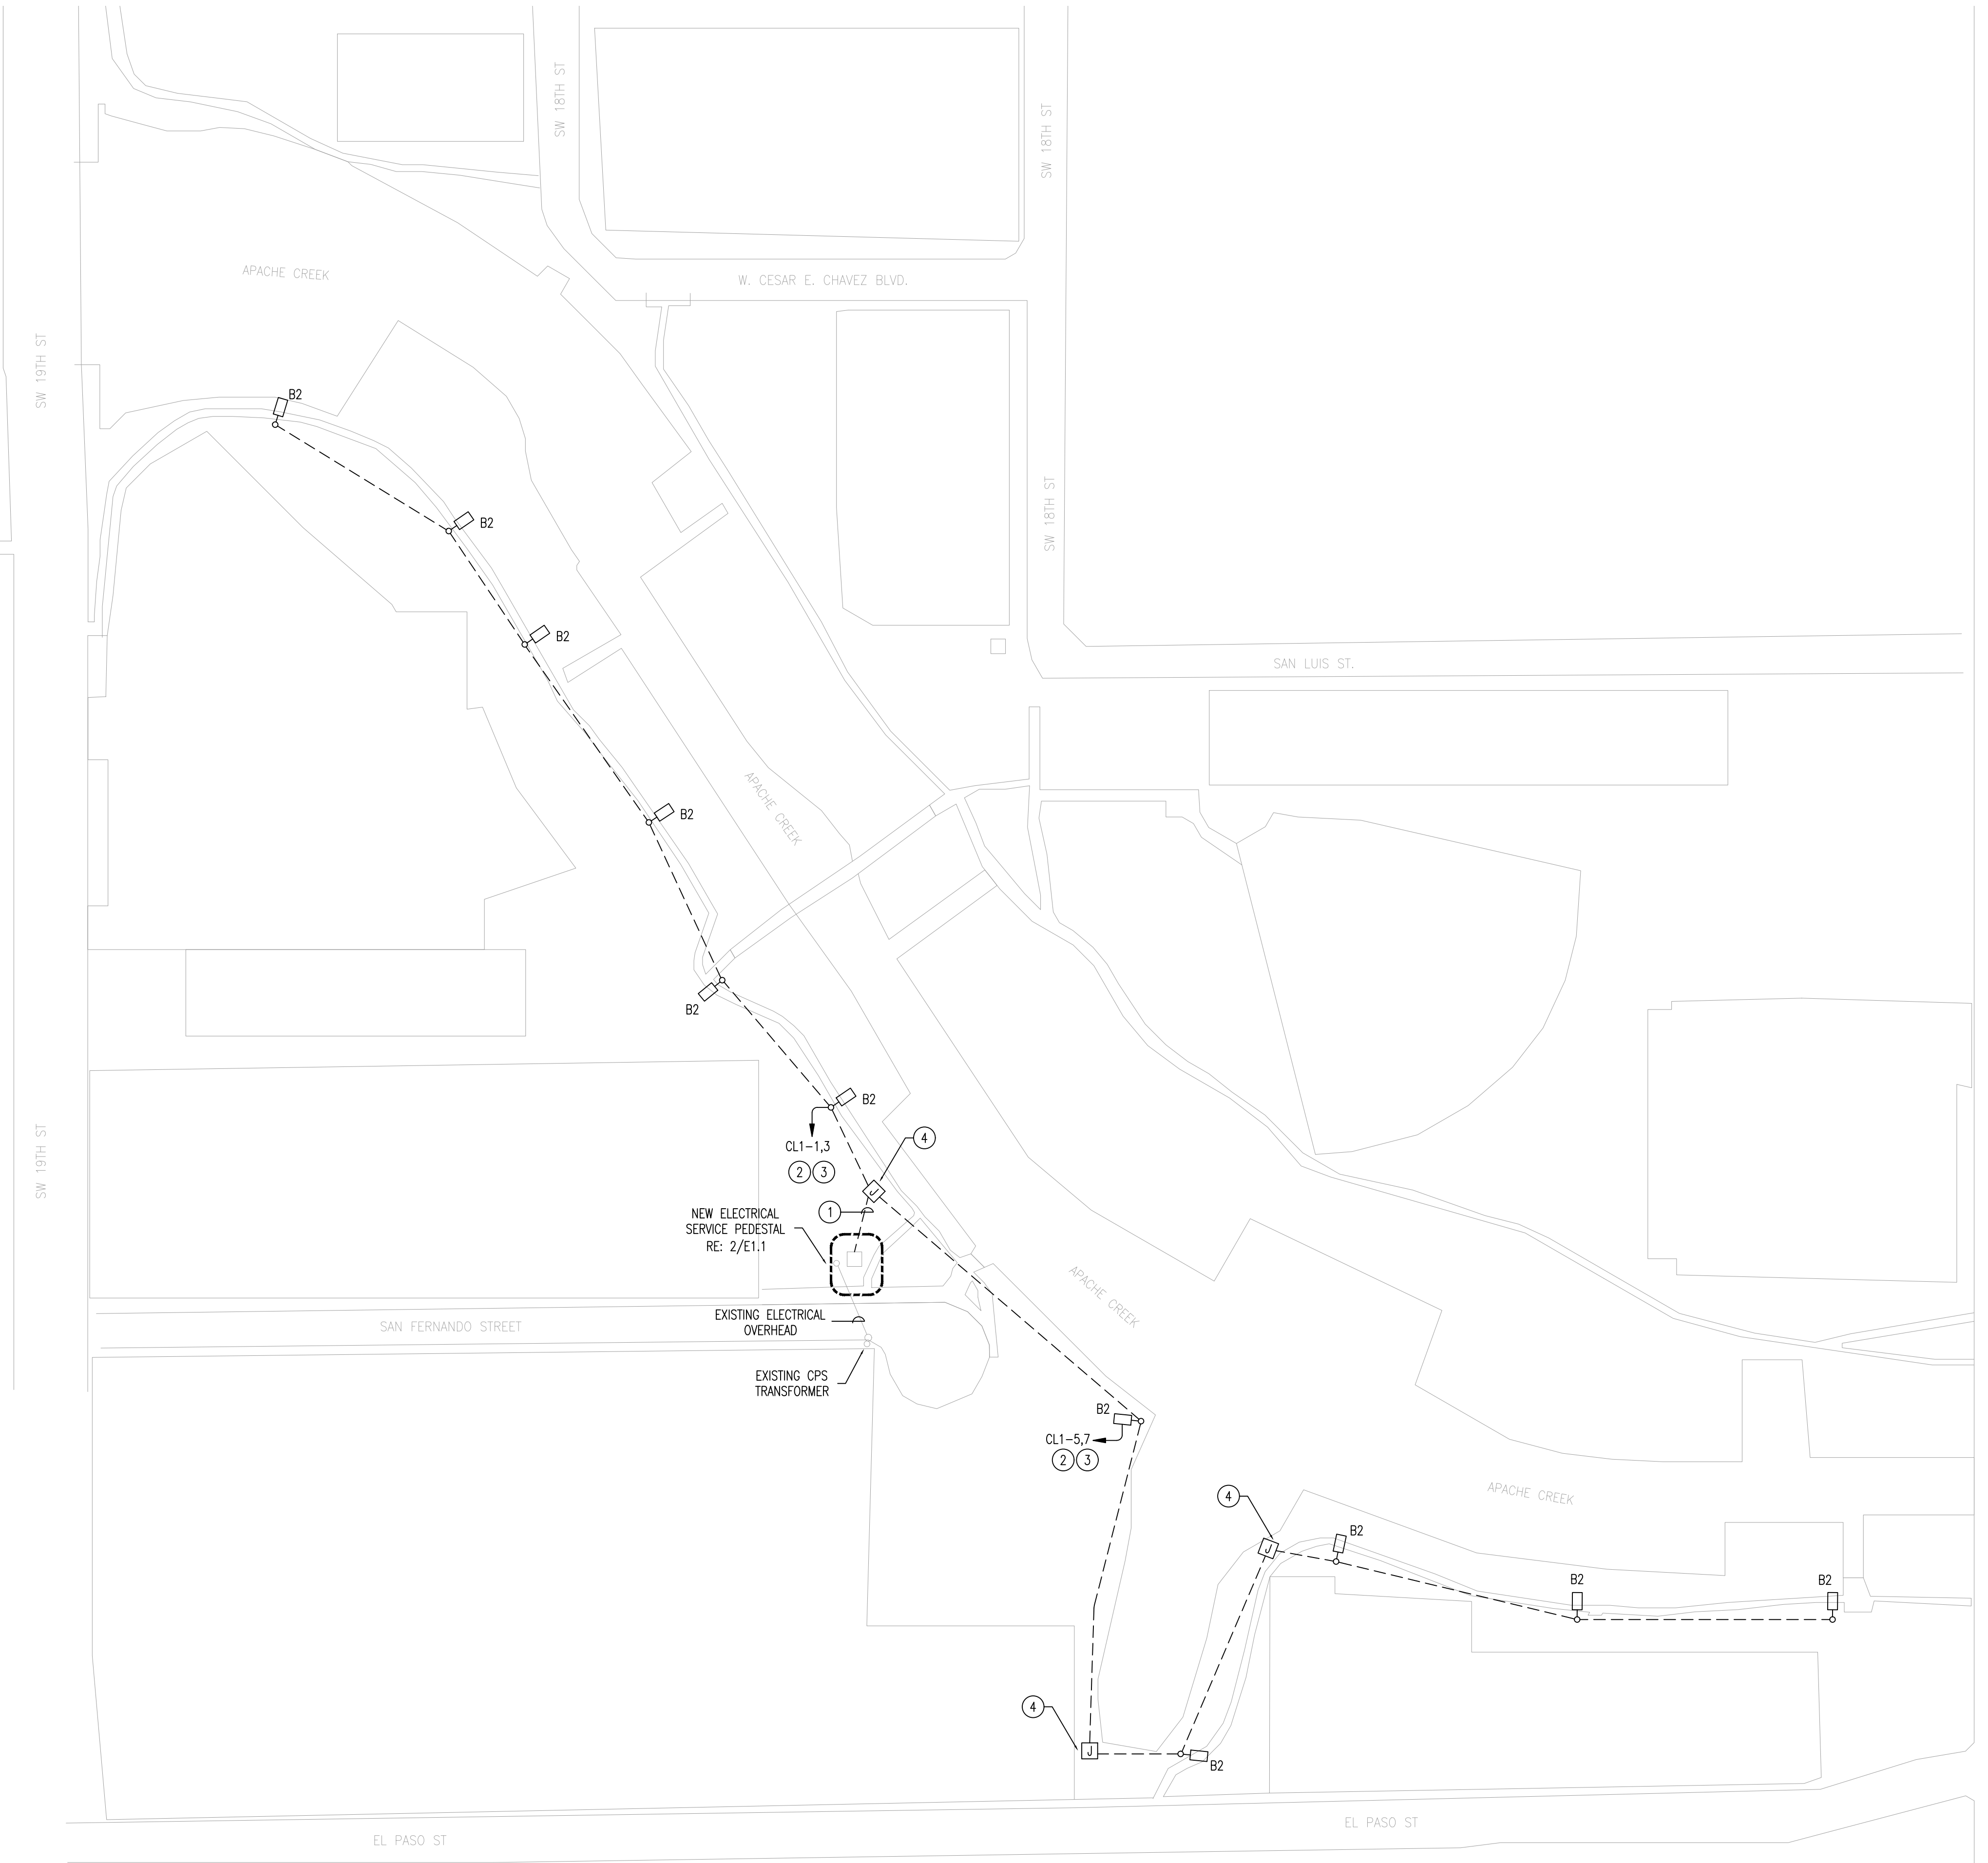 SW 18TH ST
SW 18TH ST
APACHE CREEK
W. CESAR E. CHAVEZ BLVD.
SW 19TH ST
B2
SW 18TH ST
B2
B2
SAN LUIS ST.
APACHE CREEK
B2
B2
B2
4
CL1-1,3
2 3
SW 19TH ST
J
1
NEW ELECTRICAL
SERVICE PEDESTAL
RE: 2/E1.1
APACHE CREEK
EXISTING ELECTRICAL
OVERHEAD
SAN FERNANDO STREET
EXISTING CPS
TRANSFORMER
B2
CL1-5,7
2 3
4
APACHE CREEK
J
B2
B2
B2
4
J
B2
EL PASO ST
EL PASO ST